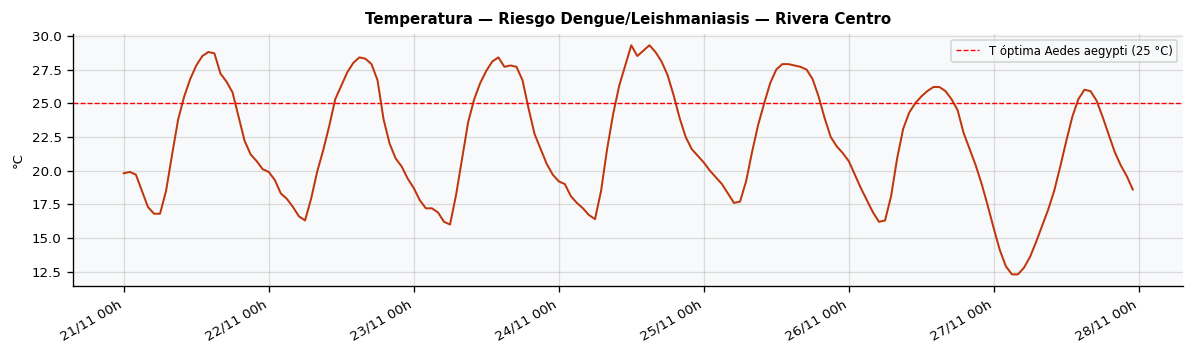 Temperatura — Riesgo Dengue/Leishmaniasis — Rivera Centro
T óptima Aedes aegypti (25 °C)
°C
30.0
27.5
25.0
22.5
20.0
17.5
15.0
12.5
21/11 00h
22/11 00h
23/11 00h
24/11 00h
25/11 00h
26/11 00h
27/11 00h
28/11 00h